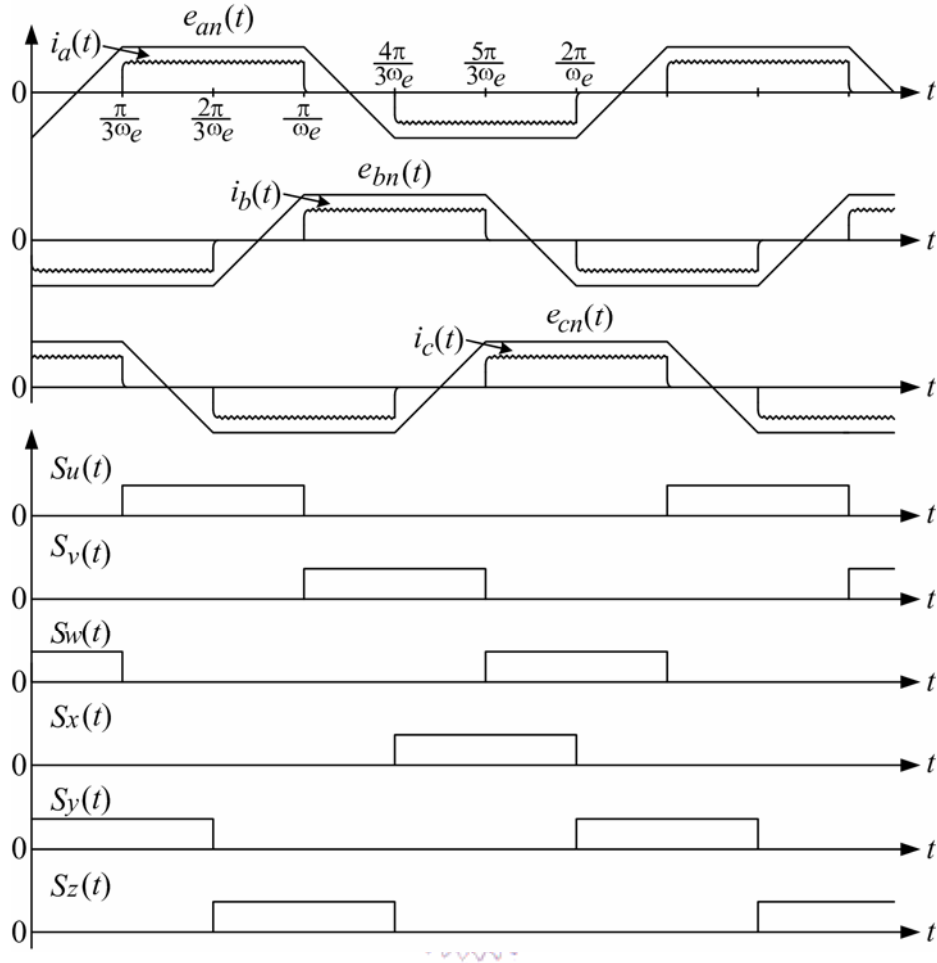 e_an(t)
i_a(t)
4π/3ω_e 5π/3ω_e 2π/ω_e
0 t
π/3ω_e 2π/3ω_e π/ω_e
e_bn(t)
i_b(t)
0 t
e_cn(t)
i_c(t)
0 t
Su(t)
0 t
S_v(t)
0 t
Sw(t)
0 t
Sx(t)
0 t
Sy(t)
0 t
Sz(t)
0 t